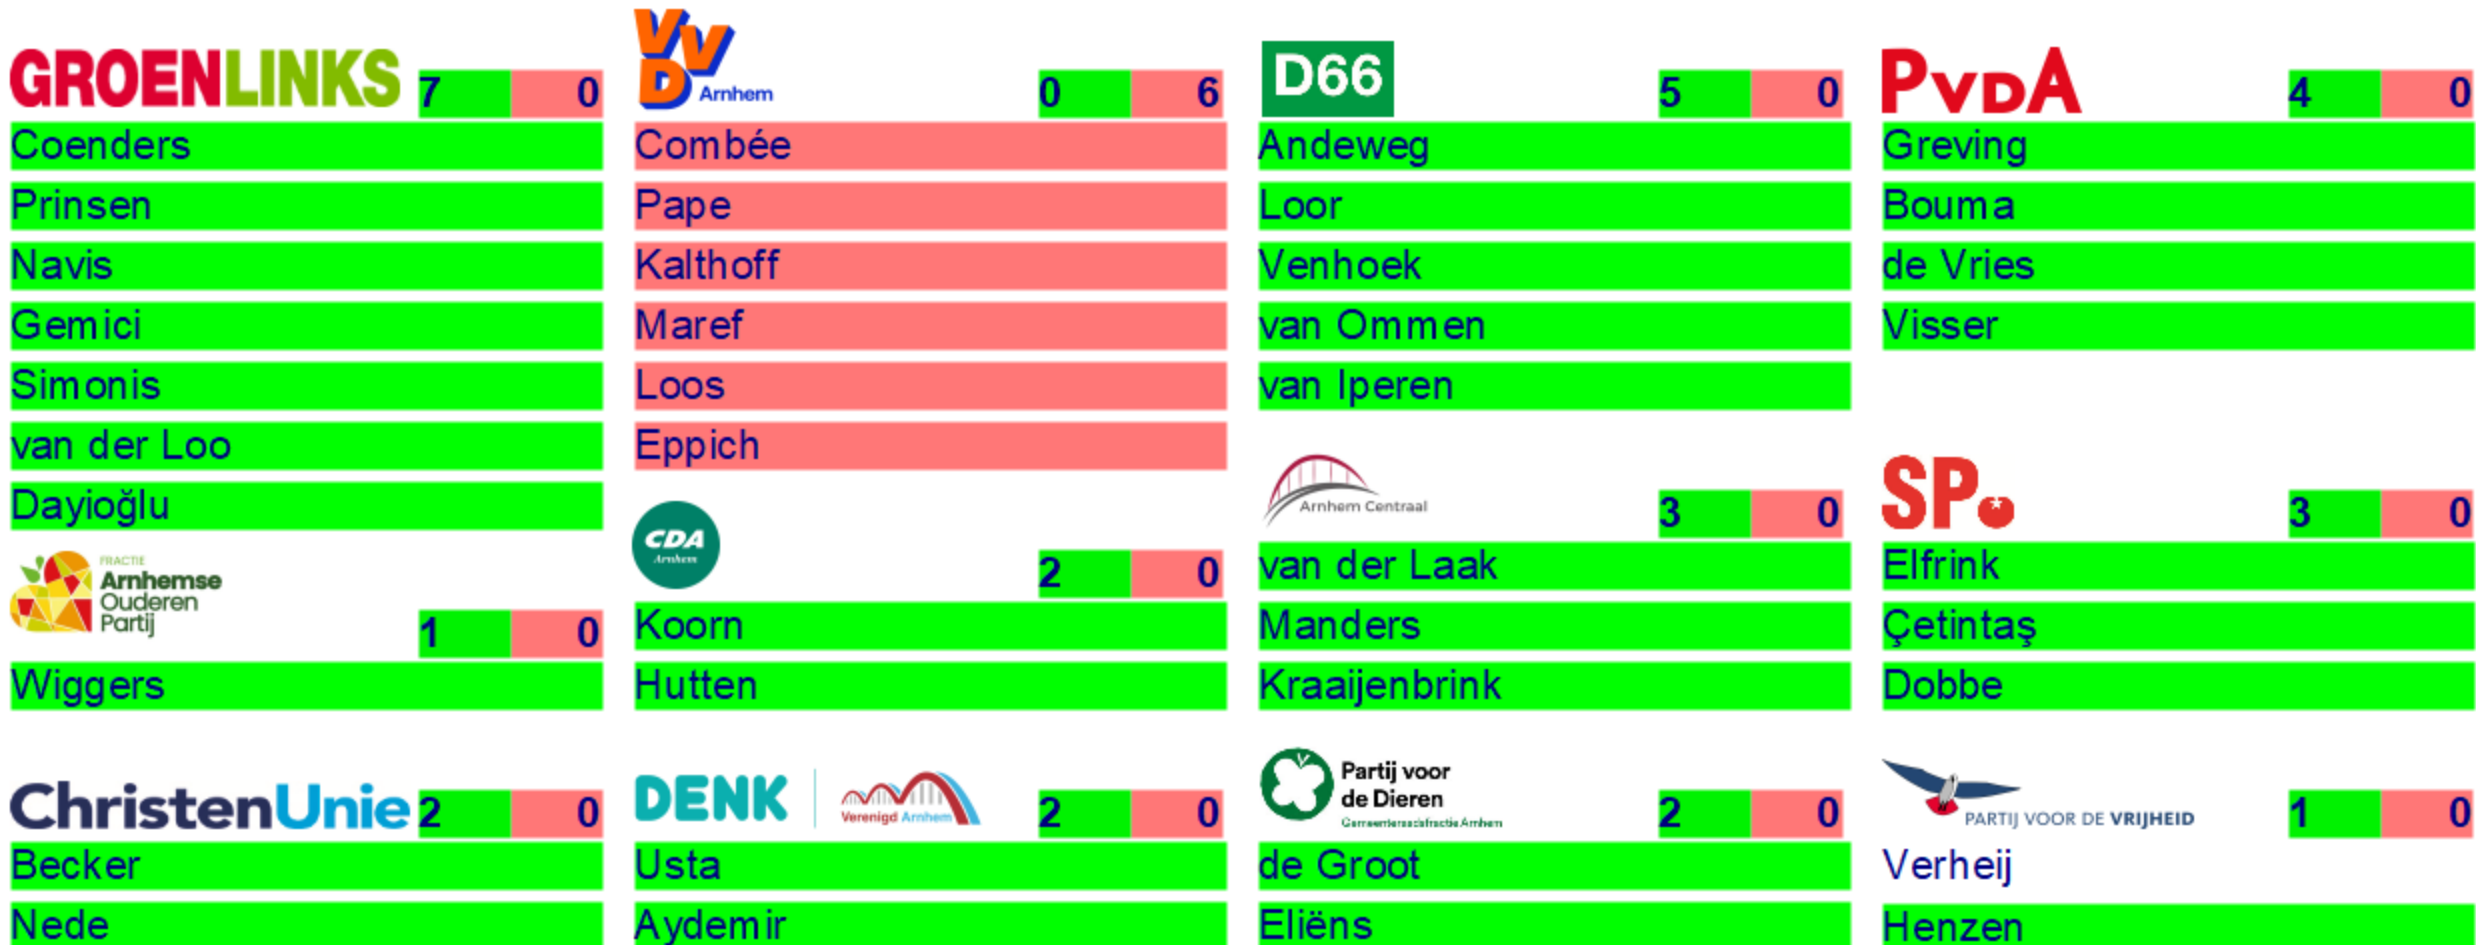 GROENLINKS 7 0
Coenders
Prinsen
Navis
Gemici
Simonis
van der Loo
Dayioğlu
FRACTIE
Arnhemse
Ouderen
Partij
1 0
Wiggers
ChristenUnie 2 0
Becker
Nede
VVD
Arnhem
0 6
Combée
Pape
Kalthoff
Maref
Loos
Eppich
CDA
Arnhem
2 0
Koorn
Hutten
DENK
Verenigd Arnhem
2 0
Usta
Aydemir
D66 5 0
Andeweg
Loor
Venhoek
van Ommen
van Iperen
Arnhem Centraal
3 0
van der Laak
Manders
Kraaijenbrink
Partij voor
de Dieren
Gemeenteraadsfractie Arnhem
2 0
de Groot
Eliëns
PvdA 4 0
Greving
Bouma
de Vries
Visser
SP 3 0
Elfrink
Çetintaş
Dobbe
PARTIJ VOOR DE VRIJHEID
1 0
Verheij
Henzen